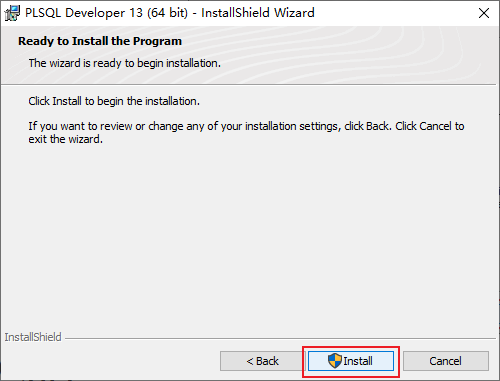 PLSQL Developer 13 (64 bit) - InstallShield Wizard
Ready to Install the Program
The wizard is ready to begin installation.
Click Install to begin the installation.
If you want to review or change any of your installation settings, click Back. Click Cancel to
exit the wizard.
InstallShield
< Back
Install
Cancel